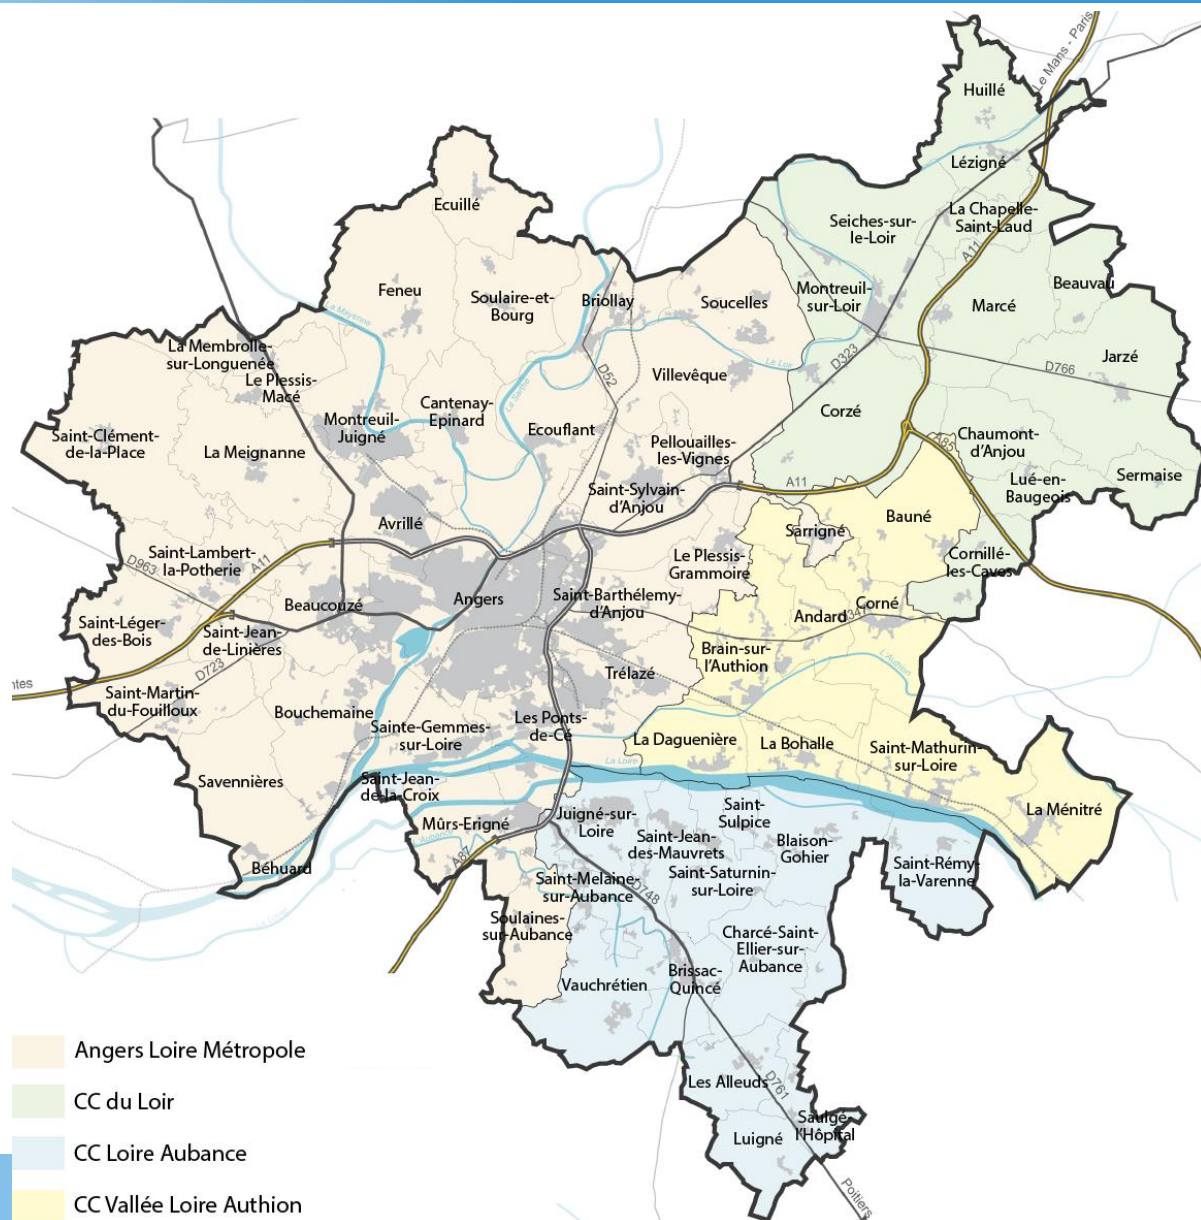 Le Mans - Paris
Huillé
Lézigné
Ecuillé
Seiches-sur-
le-Loir
La Chapelle-
Saint-Laud
A11
Feneu
Soulaire-et-
Bourg
Briollay
Soucelles
Montreuil-
sur-Loir
Marcé
Beauvau
La Mayenne
La Membrolle-
sur-Longuenée
Le Plessis-
Macé
La Sarthe
D52
Le Loir
D323
D766
Jarzé
Villevêque
Montreuil-
Juigné
Cantenay-
Epinard
Ecouflant
Corzé
Saint-Clément-
de-la-Place
La Meignanne
Pellouailles-
les-Vignes
A85
Chaumont-
d'Anjou
Saint-Sylvain-
d'Anjou
A11
Lué-en-
Baugeois
Sermaise
Avrillé
Sarrigné
Bauné
Saint-Lambert-
la-Potherie
D963
A11
Le Plessis-
Grammoire
Cornillé-
les-Caves
Beaucouzé
Angers
Saint-Barthélemy-
d'Anjou
Andard
Corné
D347
Saint-Léger-
des-Bois
Saint-Jean-
de-Linières
D723
Brain-sur-
l'Authion
L'Authion
Trélazé
ntes
Saint-Martin-
du-Fouilloux
Bouchemaine
Sainte-Gemmes-
sur-Loire
Les Ponts-
de-Cé
La Daguenière
La Bohalle
Saint-Mathurin-
sur-Loire
La Loire
Savennières
Saint-Jean-
de-la-Croix
Mûrs-Erigné
Juigné-sur-
Loire
Saint-
Sulpice
La Ménitré
Saint-Jean-
des-Mauvrets
Blaison-
Gohier
A87
Béhuard
Saint-Rémy-
la-Varenne
Saint-Saturnin-
sur-Loire
Saint-Melaine-
sur-Aubance
D748
La Loire
Soulaines-
sur-Aubance
Charcé-Saint-
Ellier-sur-
Aubance
Vauchrétien
Brissac-
Quincé
Les Alleuds
D761
Saulgé-
l'Hôpital
Luigné
Poitiers
Angers Loire Métropole
CC du Loir
CC Loire Aubance
CC Vallée Loire Authion